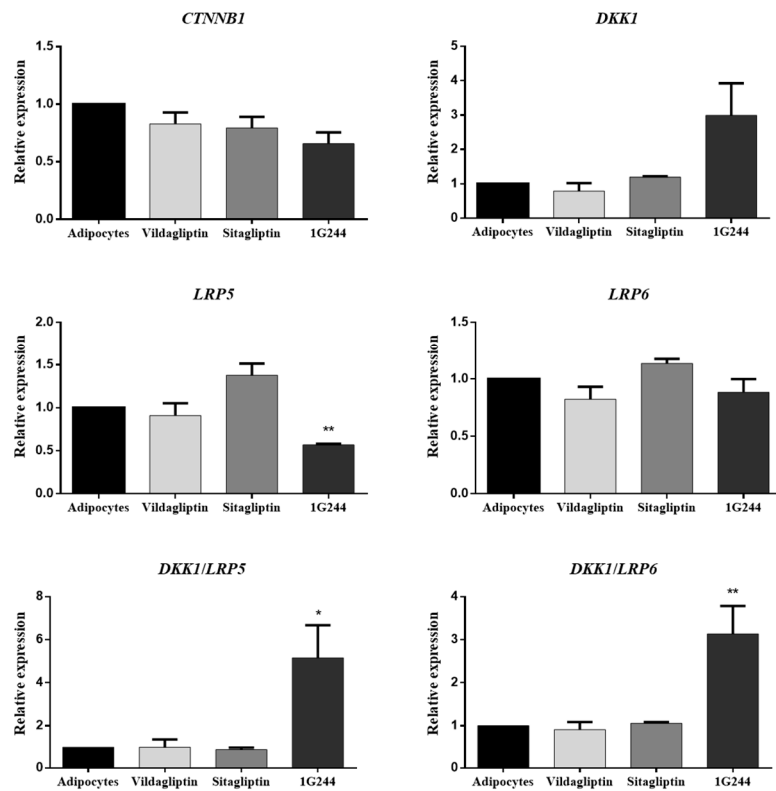 CTNNB1
Relative expression
1.5
1.0
0.5
0.0
Adipocytes Vildagliptin Sitagliptin 1G244
DKK1
Relative expression
5
4
3
2
1
0
Adipocytes Vildagliptin Sitagliptin 1G244
LRP5
Relative expression
2.0
1.5
1.0
0.5
0.0
**
Adipocytes Vildagliptin Sitagliptin 1G244
LRP6
Relative expression
1.5
1.0
0.5
0.0
Adipocytes Vildagliptin Sitagliptin 1G244
DKK1/LRP5
Relative expression
8
6
4
2
0
*
Adipocytes Vildagliptin Sitagliptin 1G244
DKK1/LRP6
Relative expression
4
3
2
1
0
**
Adipocytes Vildagliptin Sitagliptin 1G244